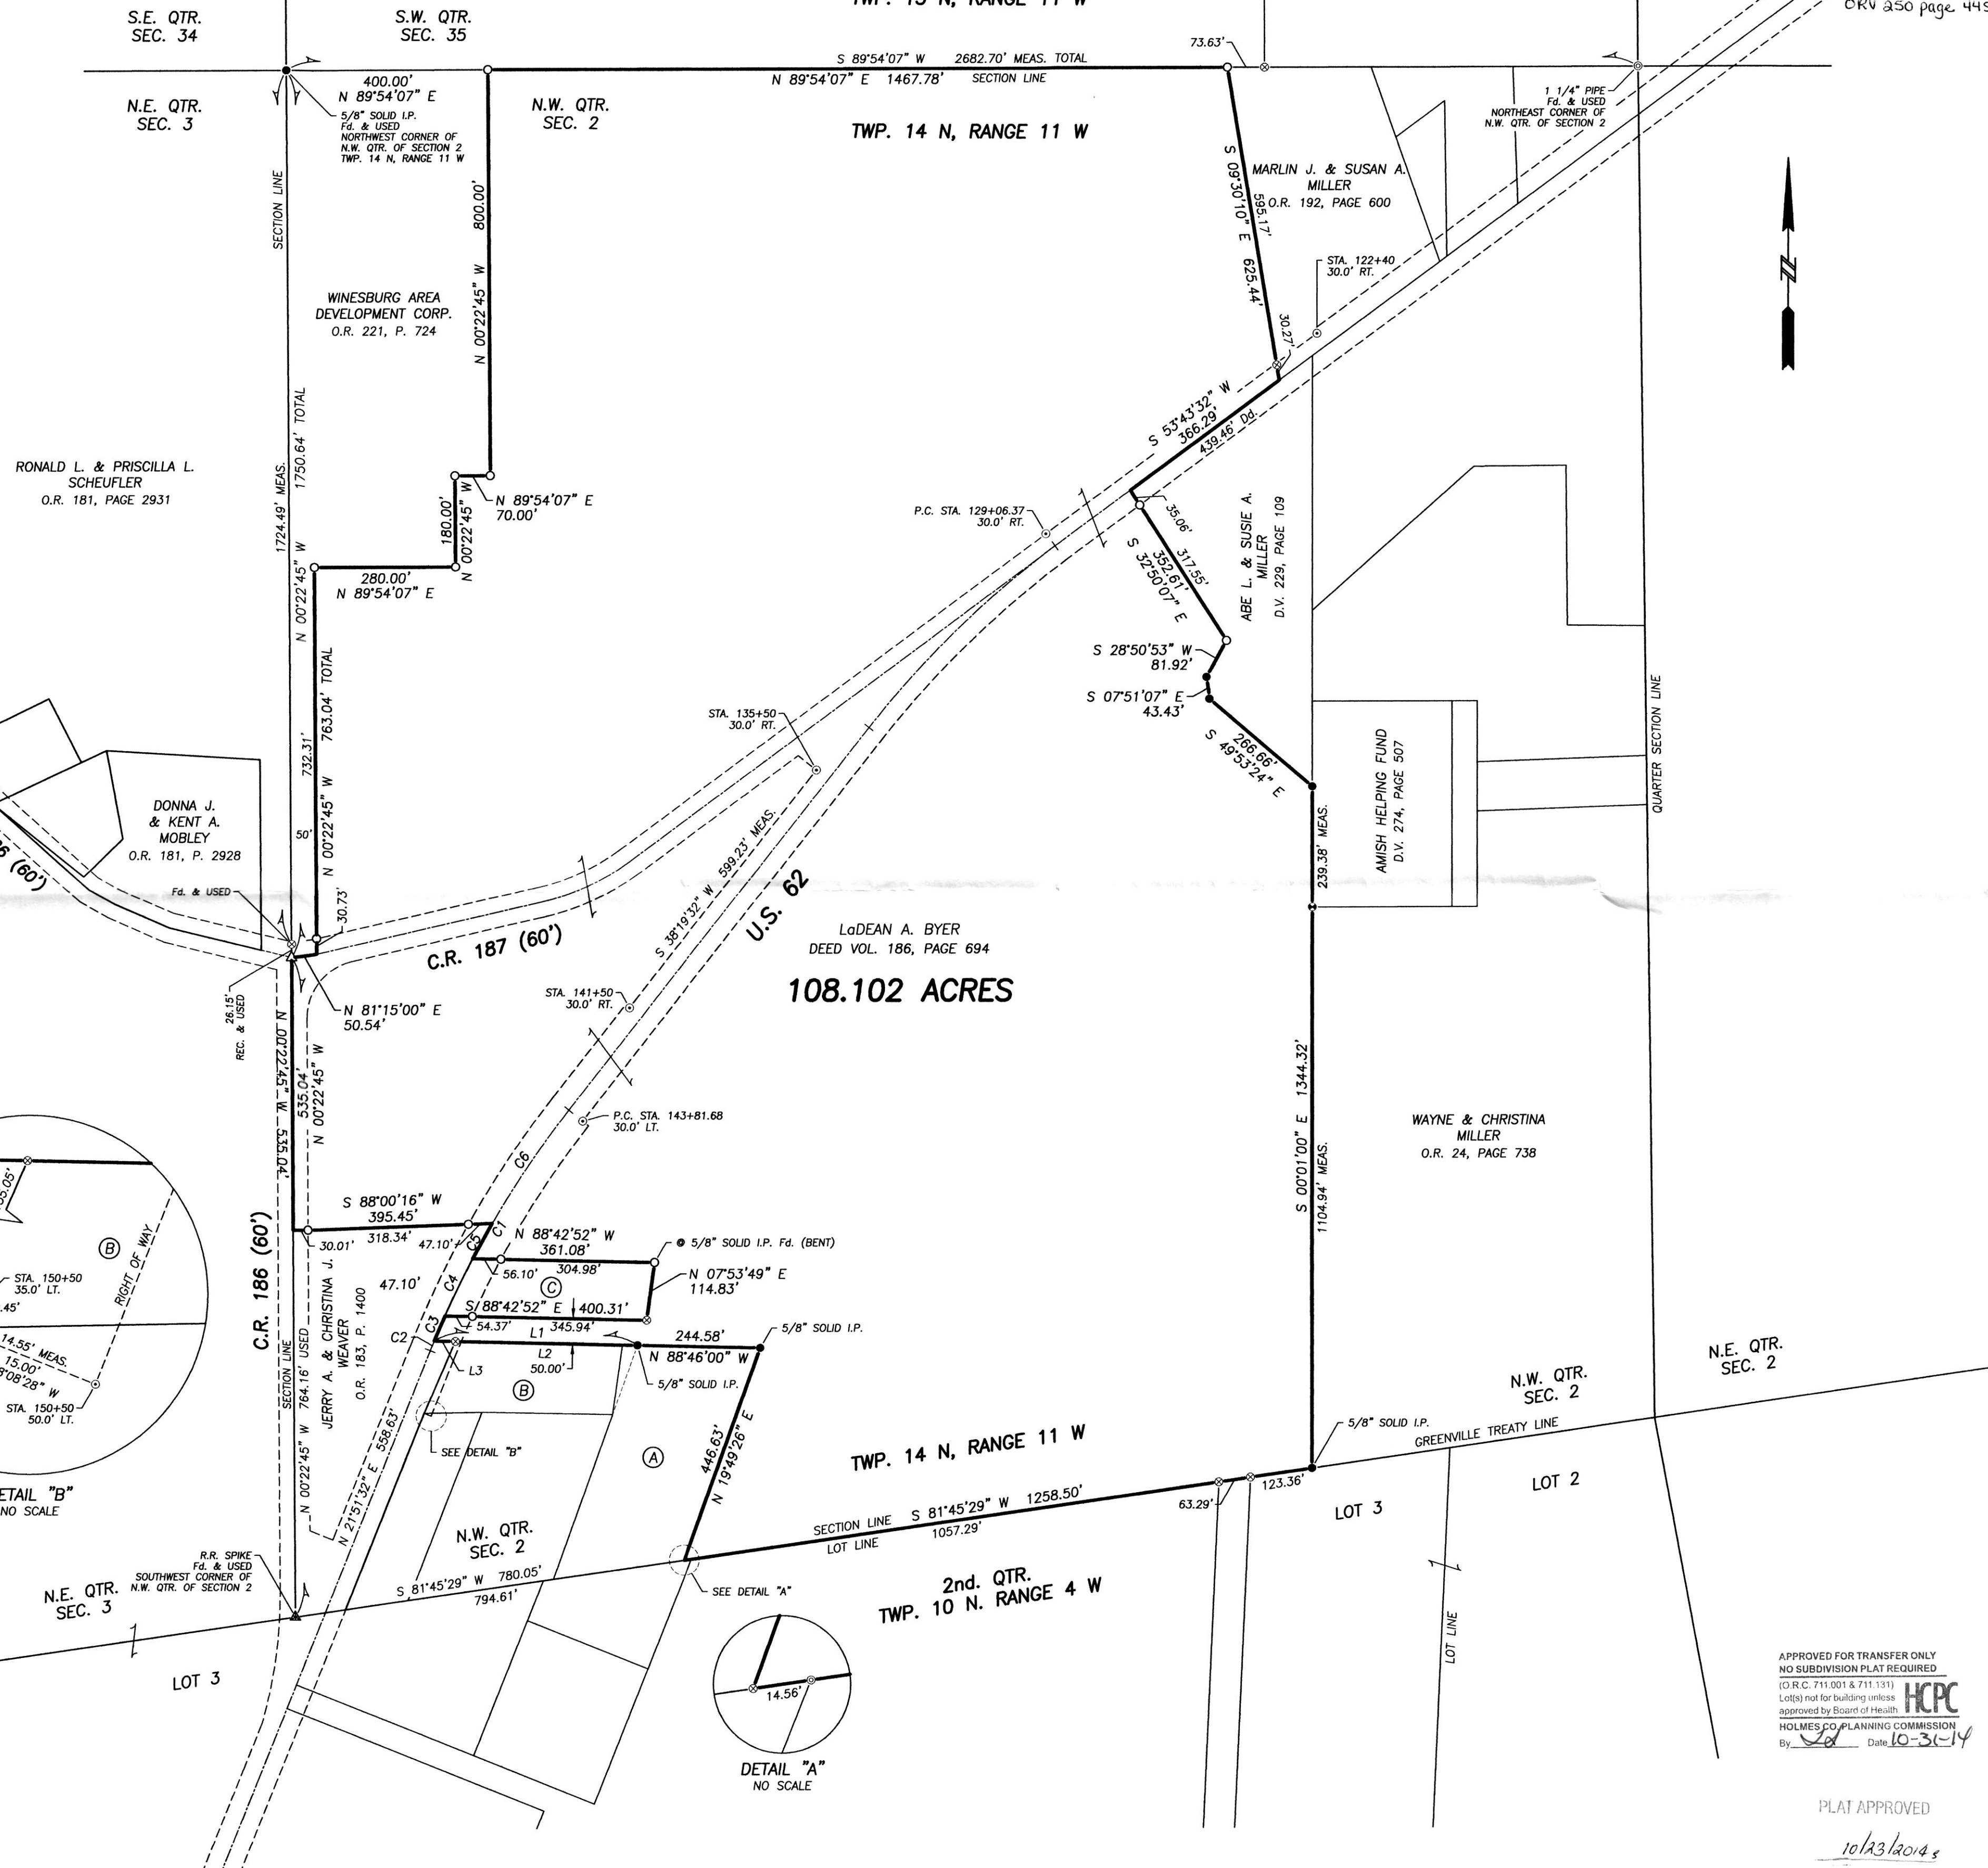 S.E. QTR.
SEC. 34
S.W. QTR.
SEC. 35
TWP. 15 N, RANGE 11 W
ORV 250 page 449
73.63'
S 89°54'07" W 2682.70' MEAS. TOTAL
N 89°54'07" E 1467.78' SECTION LINE
400.00'
N 89°54'07" E
N.E. QTR.
SEC. 3
5/8" SOLID I.P.
Fd. & USED
NORTHWEST CORNER OF
N.W. QTR. OF SECTION 2
TWP. 14 N, RANGE 11 W
N.W. QTR.
SEC. 2
TWP. 14 N, RANGE 11 W
1 1/4" PIPE
Fd. & USED
NORTHEAST CORNER OF
N.W. QTR. OF SECTION 2
MARLIN J. & SUSAN A.
MILLER
O.R. 192, PAGE 600
S 09°30'10" E 625.44'
595.17'
30.27'
STA. 122+40
30.0' RT.
SECTION LINE
N 00°22'45" W 800.00'
WINESBURG AREA
DEVELOPMENT CORP.
O.R. 221, P. 724
1724.49' MEAS.
N 00°22'45" W 1750.64' TOTAL
RONALD L. & PRISCILLA L.
SCHEUFLER
O.R. 181, PAGE 2931
N 89°54'07" E
70.00'
180.00'
N 00°22'45" W
280.00'
N 89°54'07" E
S 53°43'32" W
366.29'
439.46' Dd.
P.C. STA. 129+06.37
30.0' RT.
35.06'
317.55'
352.61'
S 32°50'07" E
ABE L. & SUSIE A.
MILLER
D.V. 229, PAGE 109
S 28°50'53" W
81.92'
S 07°51'07" E
43.43'
266.66'
S 49°53'24" E
QUARTER SECTION LINE
AMISH HELPING FUND
D.V. 274, PAGE 507
239.38' MEAS.
STA. 135+50
30.0' RT.
732.31'
N 00°22'45" W 763.04' TOTAL
50'
30.73'
DONNA J.
& KENT A.
MOBLEY
O.R. 181, P. 2928
6 (60')
Fd. & USED
S 38°19'32" W 599.23' MEAS.
U.S. 62
C.R. 187 (60')
LaDEAN A. BYER
DEED VOL. 186, PAGE 694
108.102 ACRES
STA. 141+50
30.0' RT.
26.15'
REC. & USED
N 81°15'00" E
50.54'
N 00°22'45" W 535.04'
535.04'
N 00°22'45" W
P.C. STA. 143+81.68
30.0' LT.
C6
S 00°01'00" E 1344.32'
1104.94' MEAS.
WAYNE & CHRISTINA
MILLER
O.R. 24, PAGE 738
S 88°00'16" W
395.45'
30.01'
318.34'
47.10'
C1
C5
N 88°42'52" W
361.08'
56.10'
304.98'
@ 5/8" SOLID I.P. Fd. (BENT)
N 07°53'49" E
114.83'
C
C4
47.10'
S 88°42'52" E 400.31'
54.37'
345.94'
C3
C2
L1
L2
L3
50.00'
244.58'
N 88°46'00" W
5/8" SOLID I.P.
5/8" SOLID I.P.
C.R. 186 (60')
SECTION LINE
N 00°22'45" W 764.16' USED
JERRY A. & CHRISTINA J.
WEAVER
O.R. 183, P. 1400
B
RIGHT OF WAY
STA. 150+50
35.0' LT.
14.55' MEAS.
15.00'
STA. 150+50
50.0' LT.
DETAIL "B"
NO SCALE
B
SEE DETAIL "B"
A
446.63'
N 19°49'26" E
N 21°51'32" E 558.63'
TWP. 14 N, RANGE 11 W
N.W. QTR.
SEC. 2
N.E. QTR.
SEC. 2
5/8" SOLID I.P.
GREENVILLE TREATY LINE
LOT 3
LOT 2
123.36'
63.29'
SECTION LINE S 81°45'29" W 1258.50'
LOT LINE 1057.29'
N.W. QTR.
SEC. 2
S 81°45'29" W 780.05'
794.61'
R.R. SPIKE
Fd. & USED
SOUTHWEST CORNER OF
N.W. QTR. OF SECTION 2
N.E. QTR.
SEC. 3
LOT 3
SEE DETAIL "A"
2nd. QTR.
TWP. 10 N. RANGE 4 W
LOT LINE
14.56'
DETAIL "A"
NO SCALE
APPROVED FOR TRANSFER ONLY
NO SUBDIVISION PLAT REQUIRED
(O.R.C. 711.001 & 711.131)
Lot(s) not for building unless
approved by Board of Health
HCPC
HOLMES CO. PLANNING COMMISSION
By Date 10-31-14
PLAT APPROVED
10/23/2014